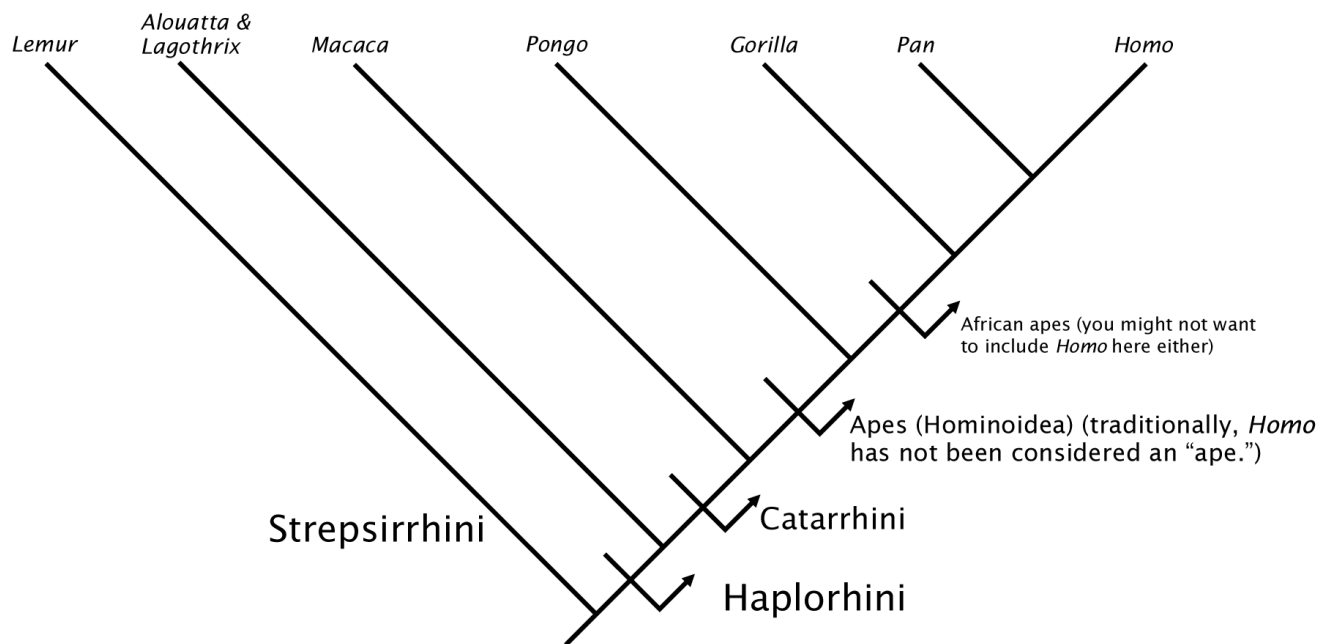 Lemur
Alouatta &
Lagothrix
Macaca
Pongo
Gorilla
Pan
Homo
African apes (you might not want
to include Homo here either)
Apes (Hominoidea) (traditionally, Homo
has not been considered an “ape.”)
Catarrhini
Strepsirrhini
Haplorhini